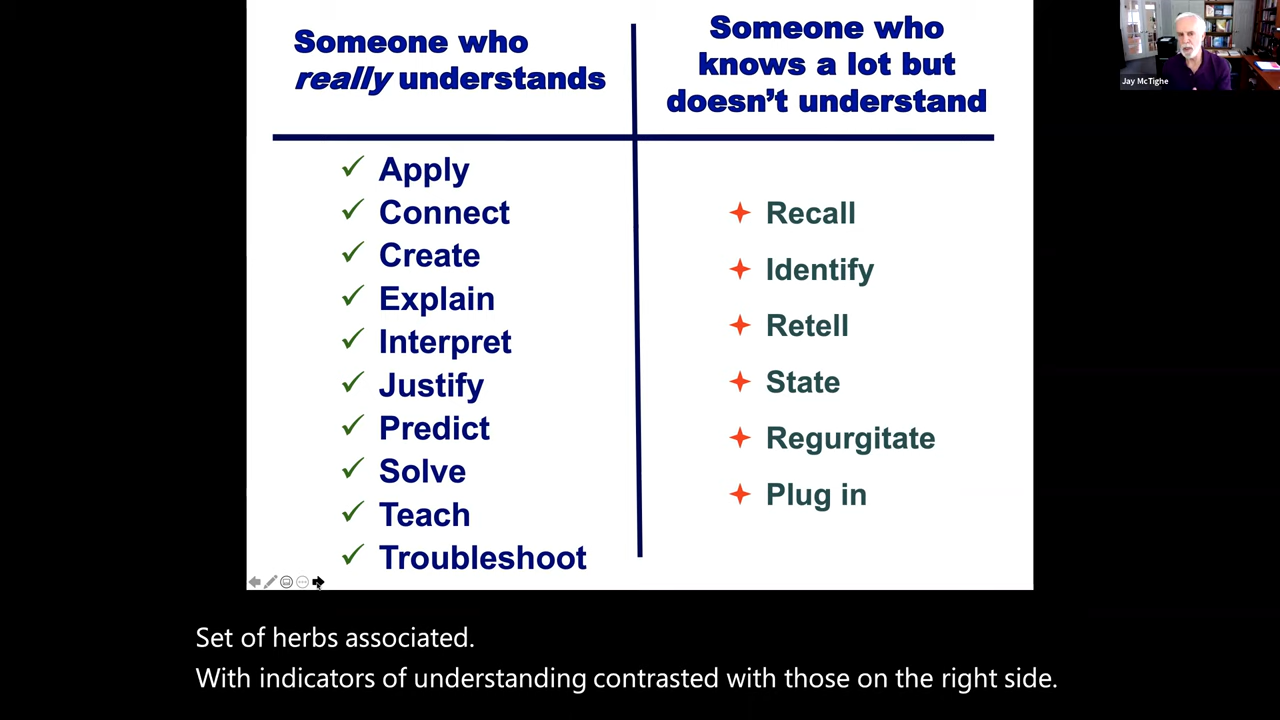 Someone who
really understands
Someone who
knows a lot but
doesn’t understand
Apply
Connect
Create
Explain
Interpret
Justify
Predict
Solve
Teach
Troubleshoot
Recall
Identify
Retell
State
Regurgitate
Plug in
Jay McTighe
Set of herbs associated.
With indicators of understanding contrasted with those on the right side.